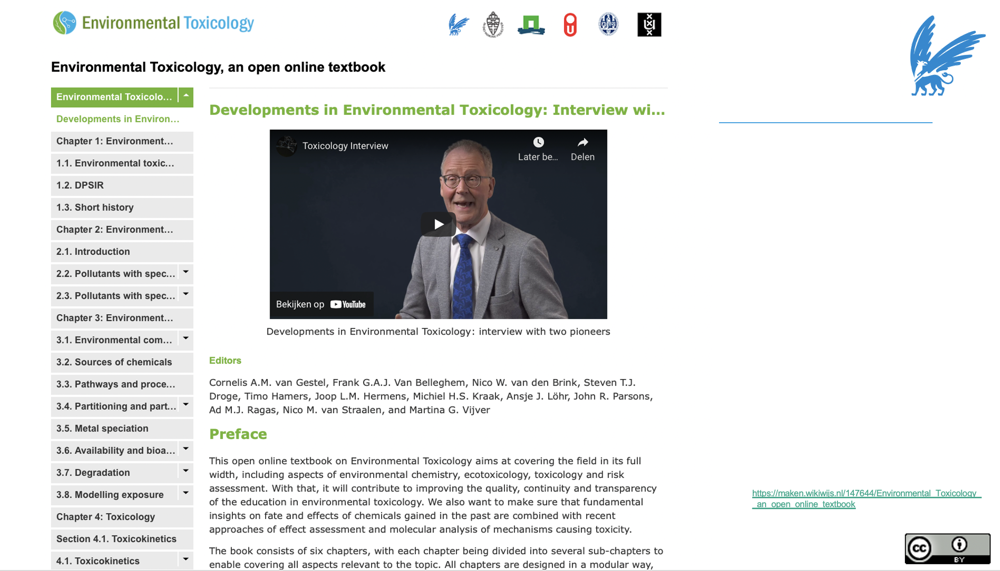 Environmental Toxicology
Environmental Toxicology, an open online textbook
Environmental Toxicolo...
Developments in Environ...
Chapter 1: Environment...
1.1. Environmental toxic...
1.2. DPSIR
1.3. Short history
Chapter 2: Environment...
2.1. Introduction
2.2. Pollutants with spec...
2.3. Pollutants with spec...
Chapter 3: Environment...
3.1. Environmental com...
3.2. Sources of chemicals
3.3. Pathways and proce...
3.4. Partitioning and part...
3.5. Metal speciation
3.6. Availability and bioa...
3.7. Degradation
3.8. Modelling exposure
Chapter 4: Toxicology
Section 4.1. Toxicokinetics
4.1. Toxicokinetics
Developments in Environmental Toxicology: Interview wi...
Toxicology Interview
Later be...
Delen
Bekijken op YouTube
Developments in Environmental Toxicology: interview with two pioneers
Editors
Cornelis A.M. van Gestel, Frank G.A.J. Van Belleghem, Nico W. van den Brink, Steven T.J.
Droge, Timo Hamers, Joop L.M. Hermens, Michiel H.S. Kraak, Ansje J. Löhr, John R. Parsons,
Ad M.J. Ragas, Nico M. van Straalen, and Martina G. Vijver
Preface
This open online textbook on Environmental Toxicology aims at covering the field in its full
width, including aspects of environmental chemistry, ecotoxicology, toxicology and risk
assessment. With that, it will contribute to improving the quality, continuity and transparency
of the education in environmental toxicology. We also want to make sure that fundamental
insights on fate and effects of chemicals gained in the past are combined with recent
approaches of effect assessment and molecular analysis of mechanisms causing toxicity.
The book consists of six chapters, with each chapter being divided into several sub-chapters to
enable covering all aspects relevant to the topic. All chapters are designed in a modular way,
https://maken.wikiwijs.nl/147644/Environmental_Toxicology_
_an_open_online_textbook
cc
BY